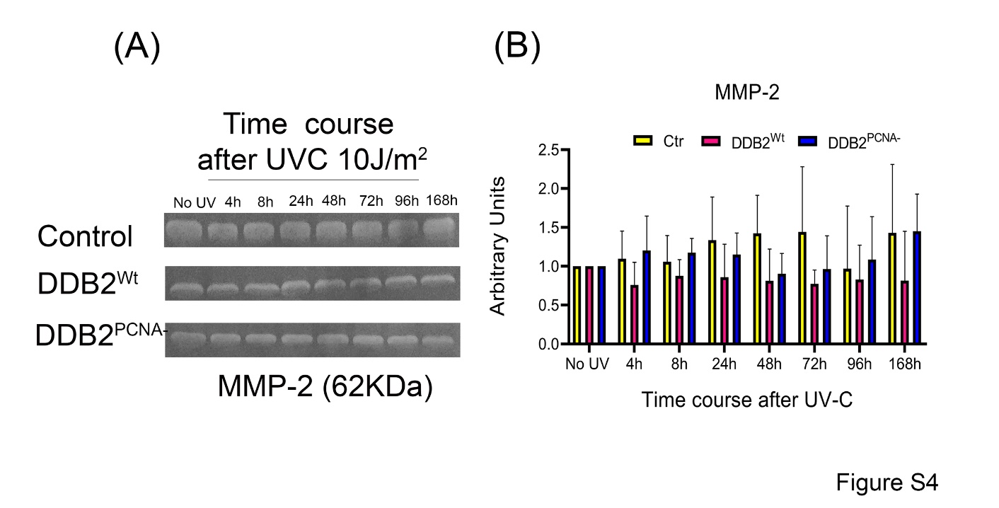 (A)
Time course
after UVC 10J/m²
No UV 4h 8h 24h 48h 72h 96h 168h
Control
DDB2Wt
DDB2PCNA-
MMP-2 (62KDa)
(B)
MMP-2
Ctr DDB2Wt DDB2PCNA-
Arbitrary Units
2.5
2.0
1.5
1.0
0.5
0.0
No UV 4h 8h 24h 48h 72h 96h 168h
Time course after UV-C
Figure S4